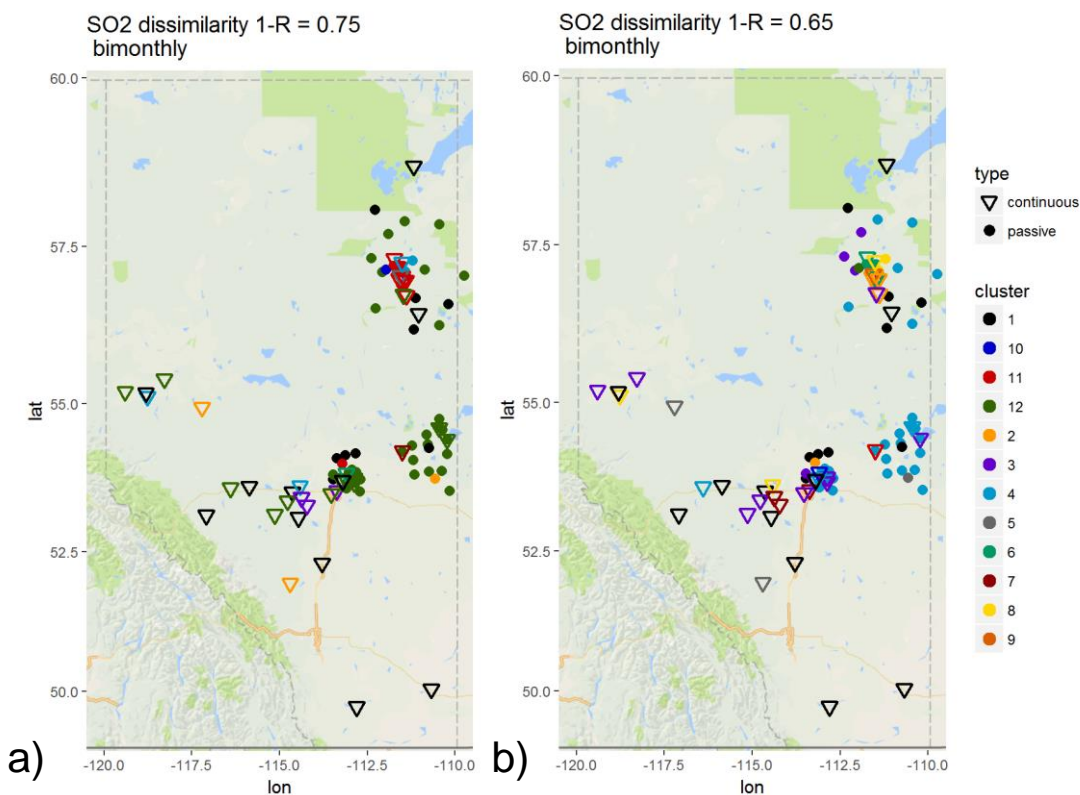 SO2 dissimilarity 1-R = 0.75
bimonthly
60.0
57.5
55.0
52.5
50.0
lat
-120.0
-117.5
-115.0
-112.5
-110.0
lon
a)
SO2 dissimilarity 1-R = 0.65
bimonthly
60.0
57.5
55.0
52.5
50.0
lat
-120.0
-117.5
-115.0
-112.5
-110.0
lon
b)
type
continuous
passive
cluster
1
10
11
12
2
3
4
5
6
7
8
9